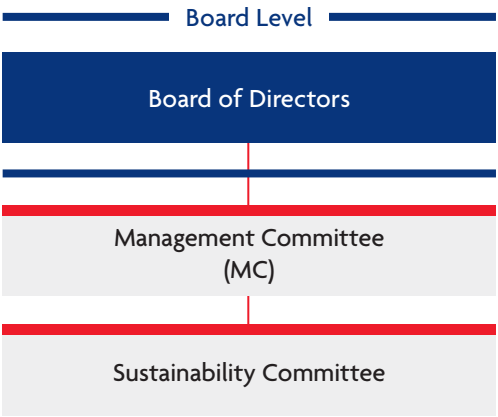 Board Level
Board of Directors
Management Committee
(MC)
Sustainability Committee